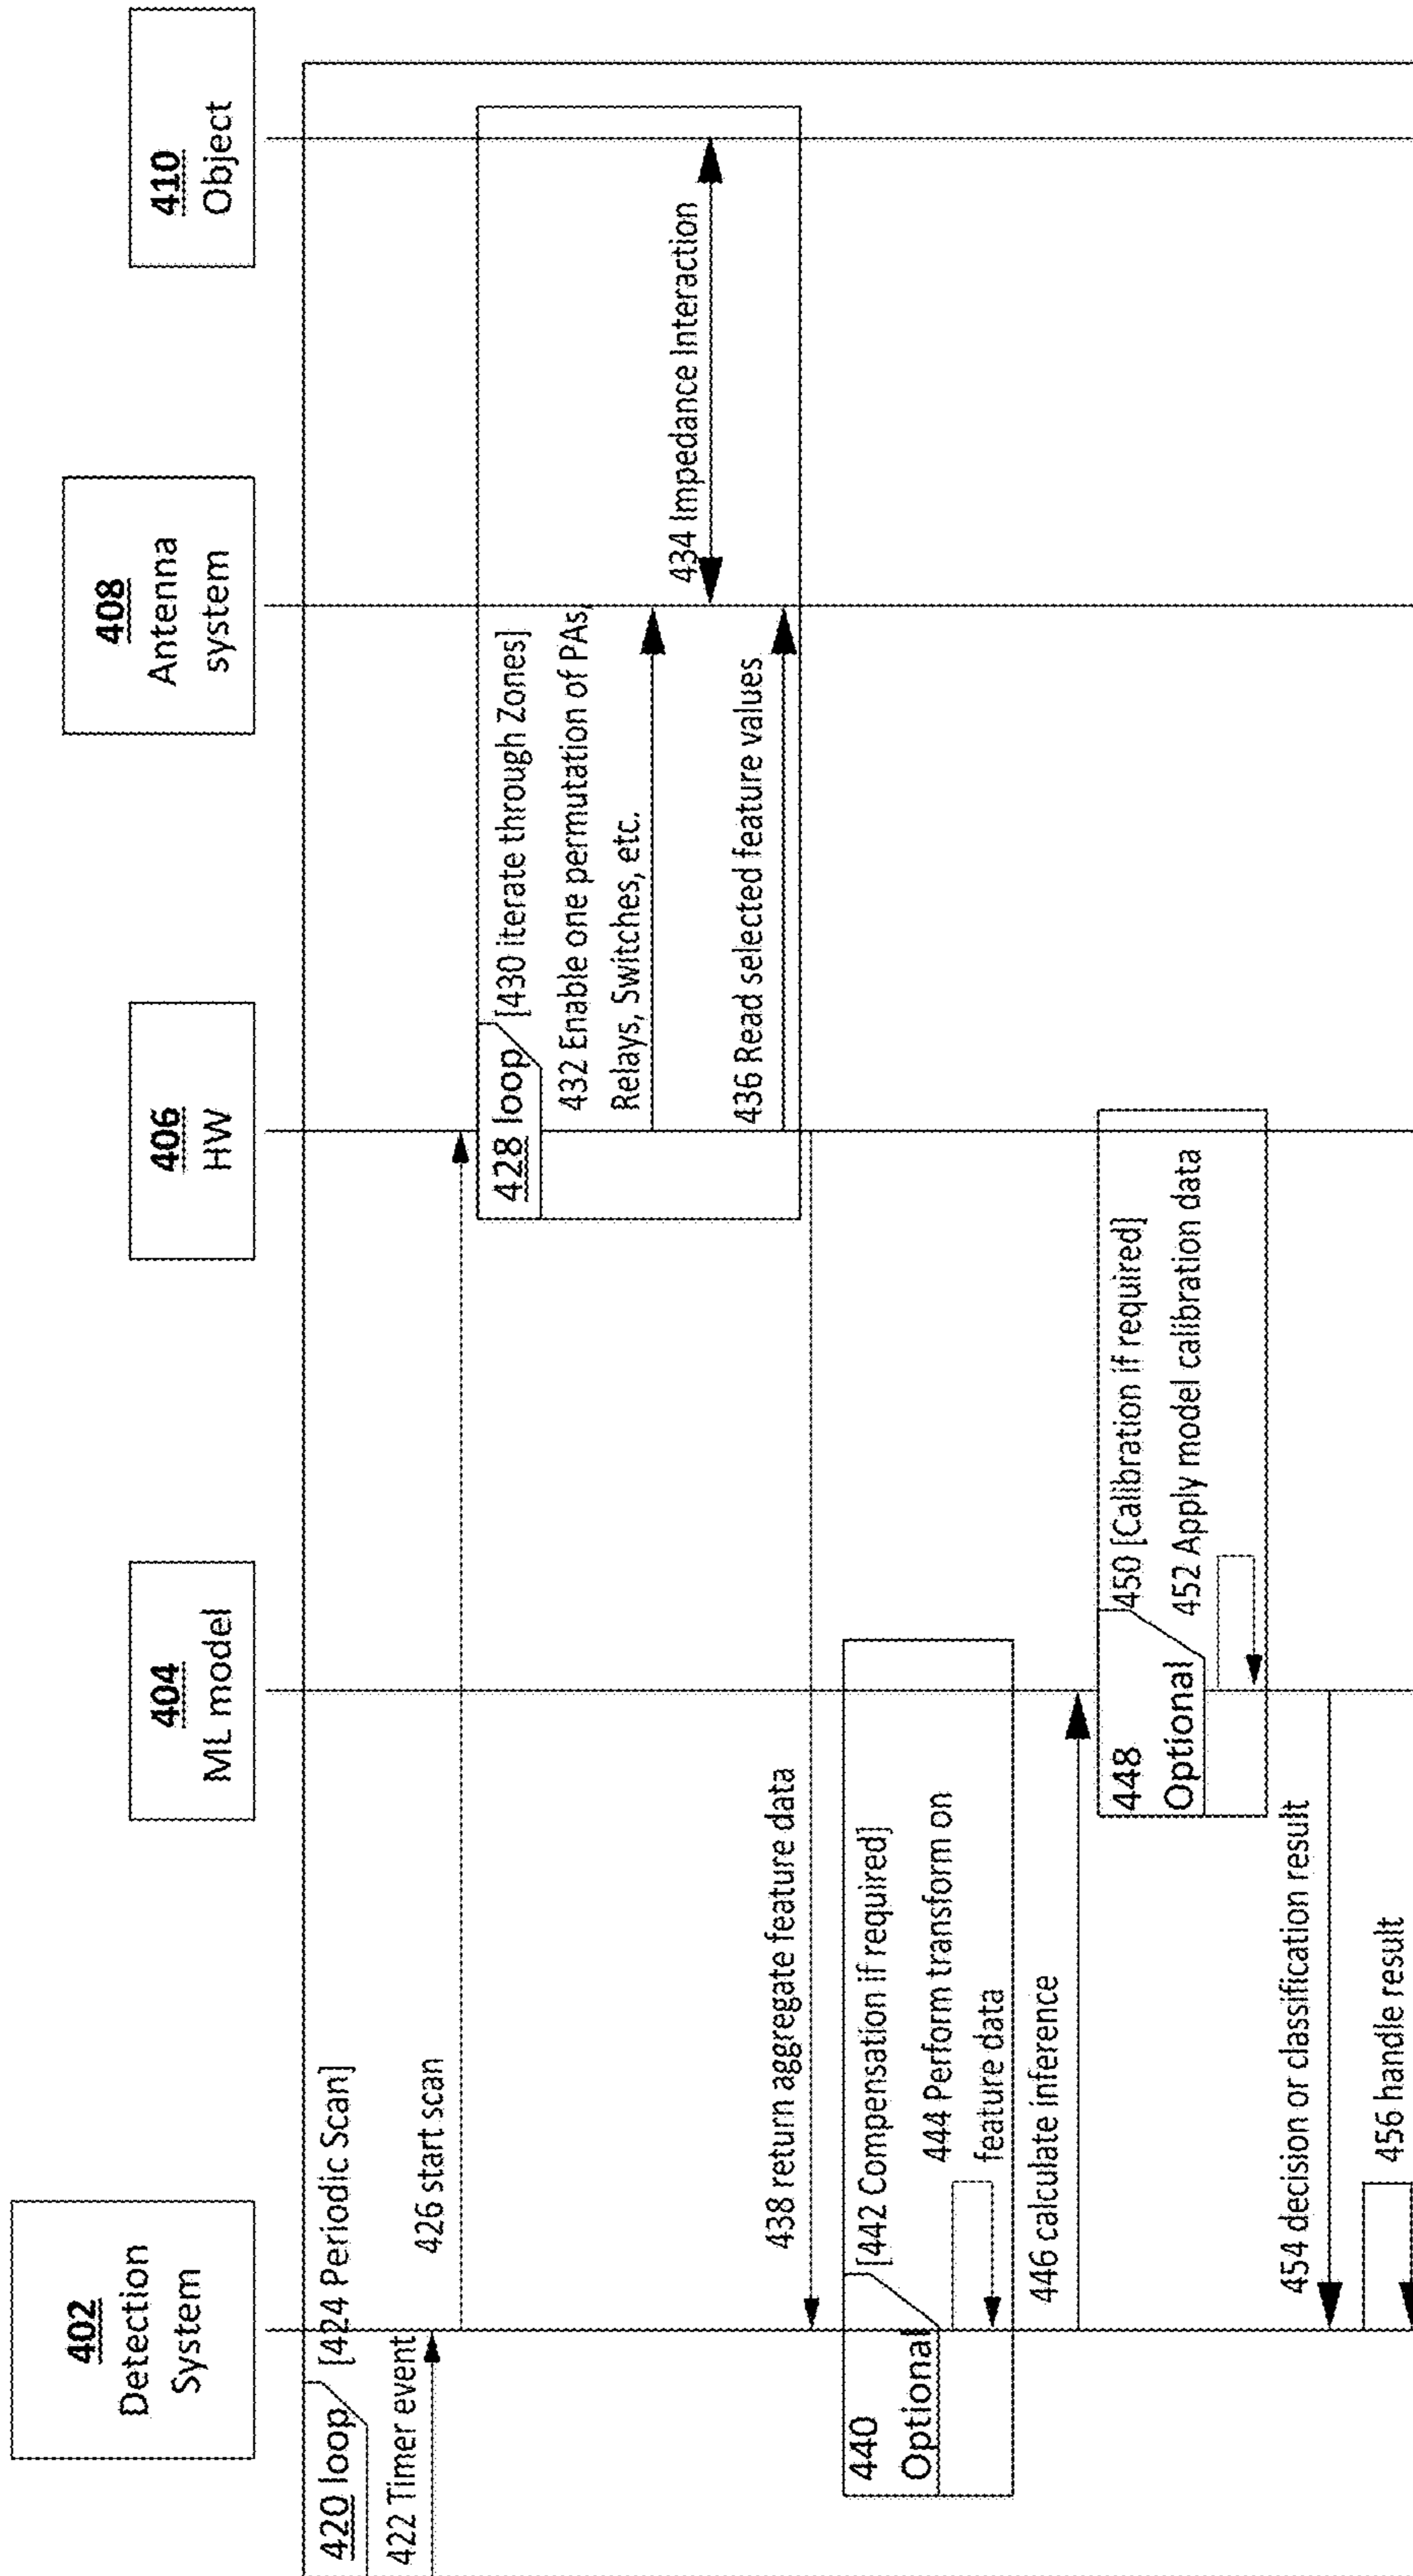 402
Detection
System
404
ML model
406
HW
408
Antenna
system
410
Object
420 loop
[424 Periodic Scan]
422 Timer event
426 start scan
428 loop
[430 iterate through Zones]
432 Enable one permutation of PAs,
Relays, Switches, etc.
434 Impedance Interaction
436 Read selected feature values
438 return aggregate feature data
440
Optional
[442 Compensation if required]
444 Perform transform on
feature data
446 calculate inference
448
Optional
450 [Calibration if required]
452 Apply model calibration data
454 decision or classification result
456 handle result